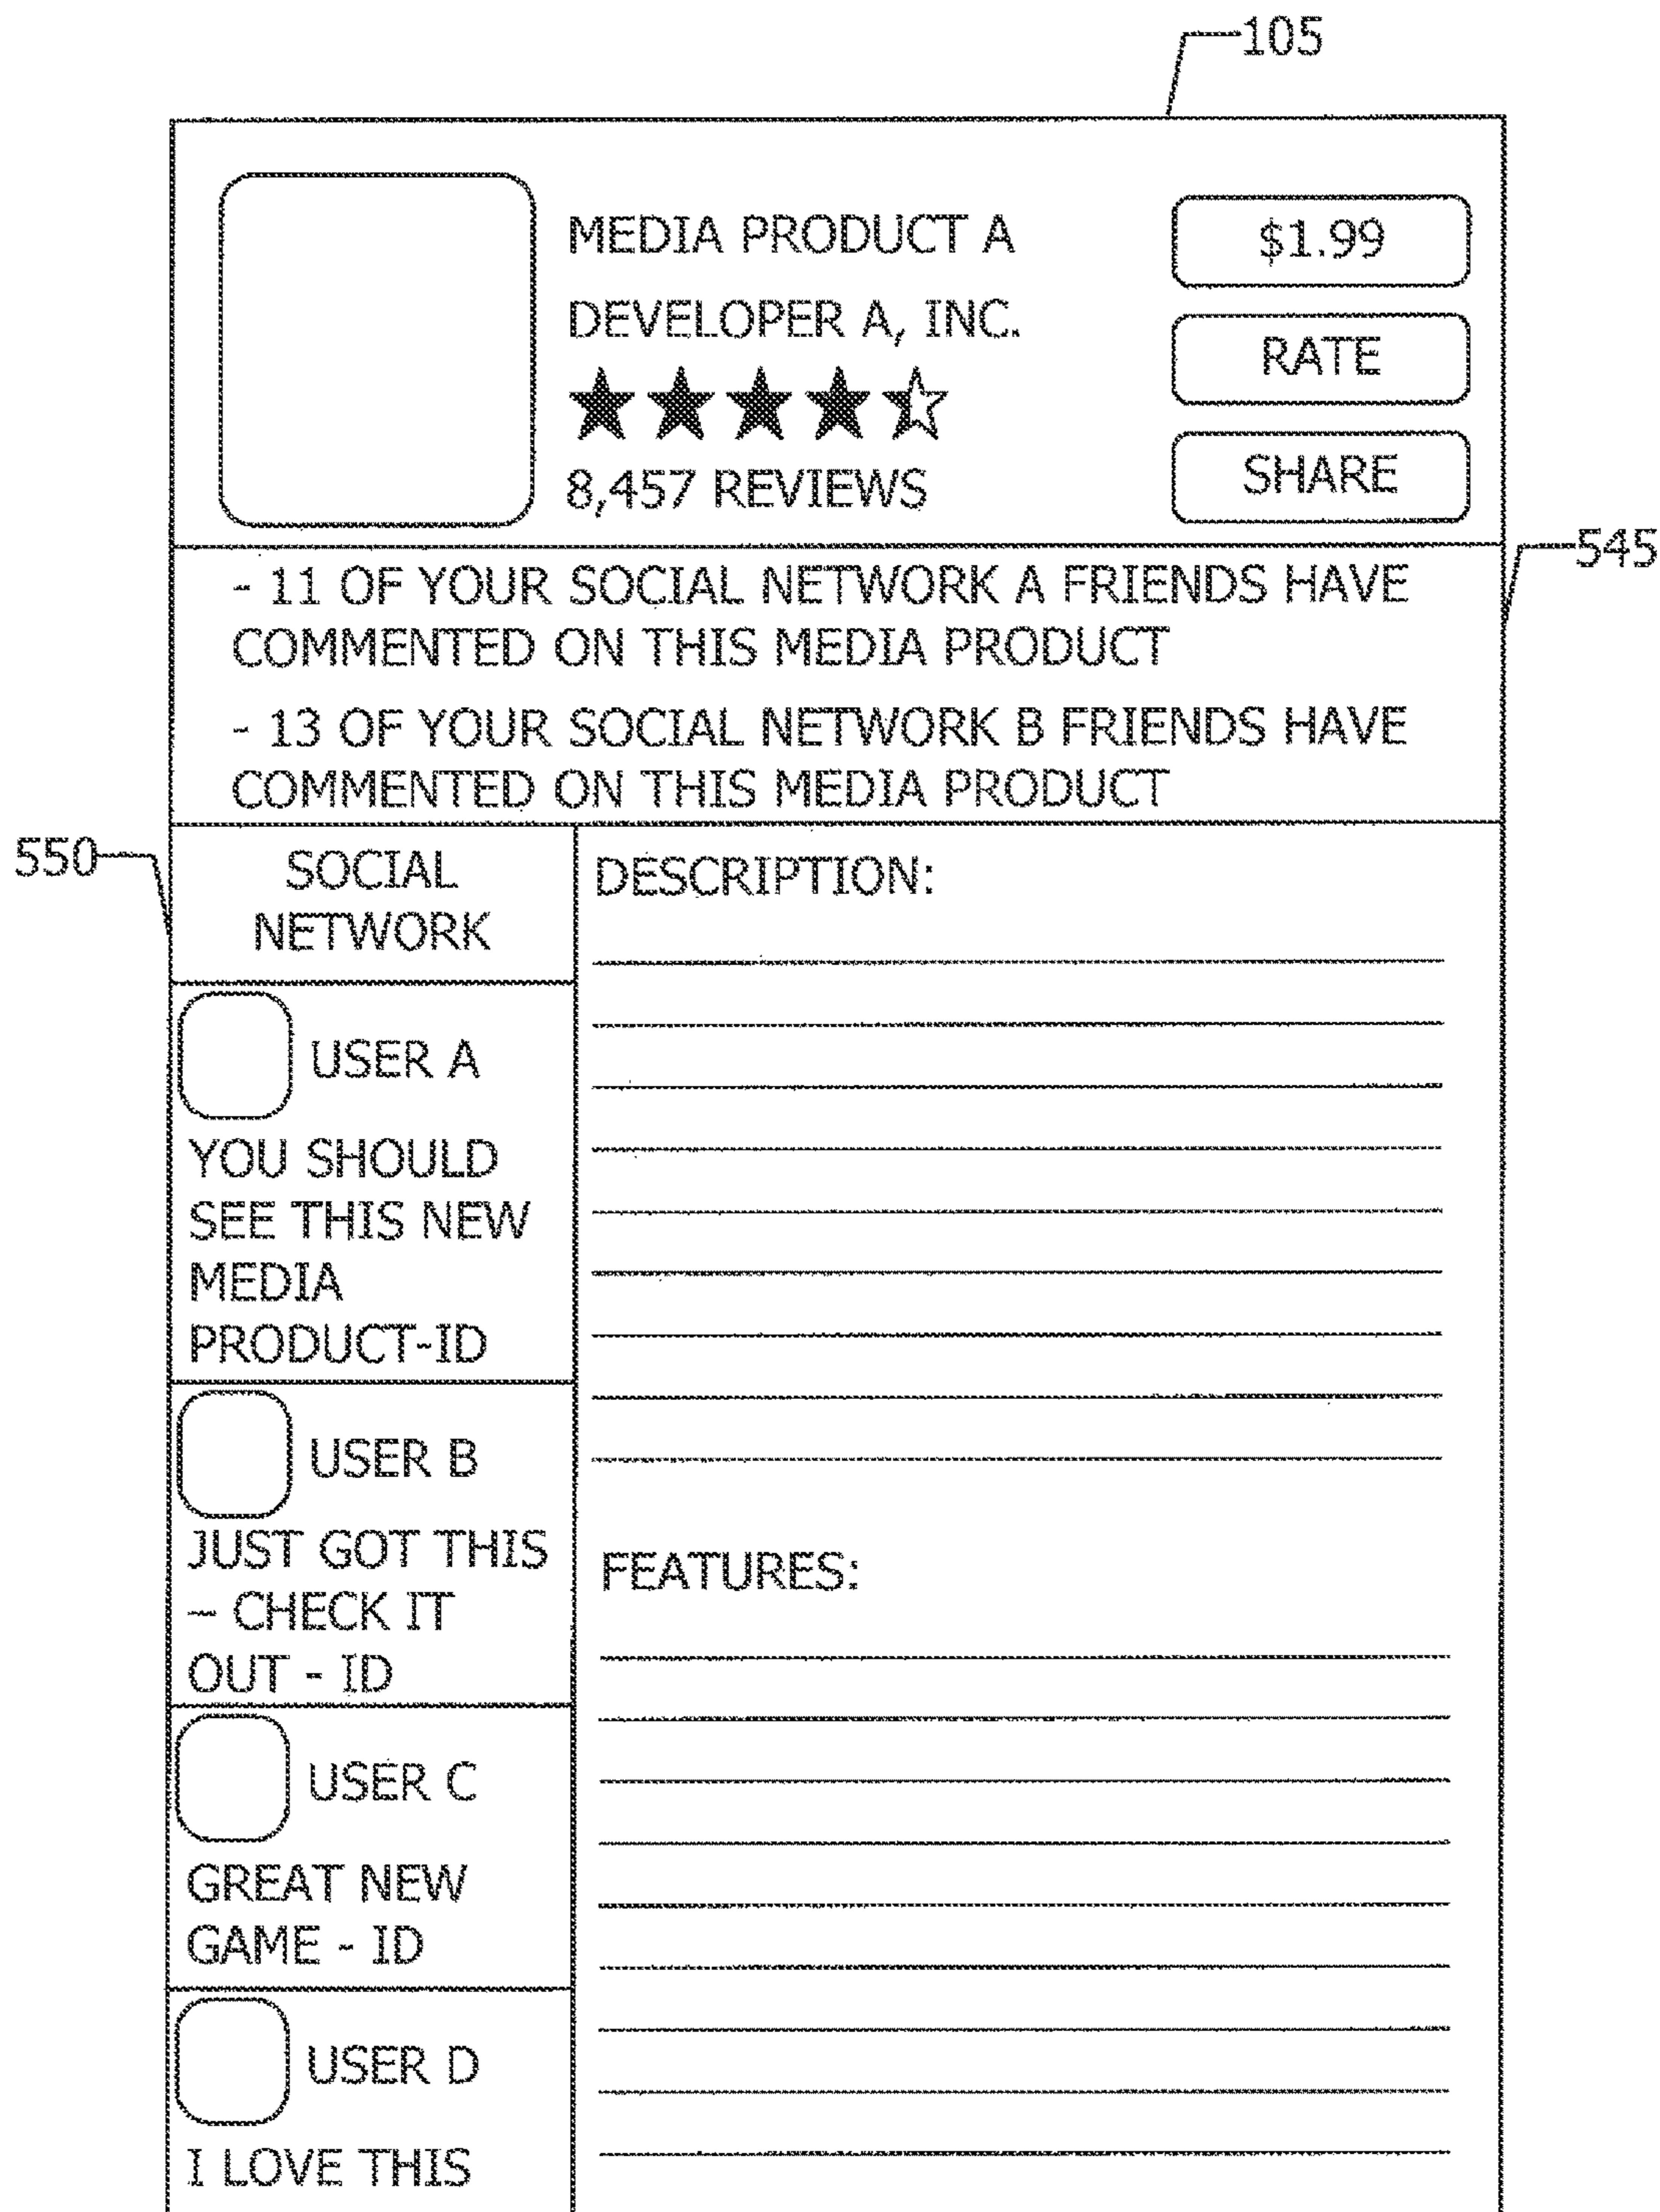 105
MEDIA PRODUCT A
DEVELOPER A, INC.
8,457 REVIEWS
$1.99
RATE
SHARE
545
- 11 OF YOUR SOCIAL NETWORK A FRIENDS HAVE
COMMENTED ON THIS MEDIA PRODUCT
- 13 OF YOUR SOCIAL NETWORK B FRIENDS HAVE
COMMENTED ON THIS MEDIA PRODUCT
550
SOCIAL
NETWORK
USER A
YOU SHOULD
SEE THIS NEW
MEDIA
PRODUCT-ID
USER B
JUST GOT THIS
– CHECK IT
OUT - ID
USER C
GREAT NEW
GAME - ID
USER D
I LOVE THIS
DESCRIPTION:
FEATURES: